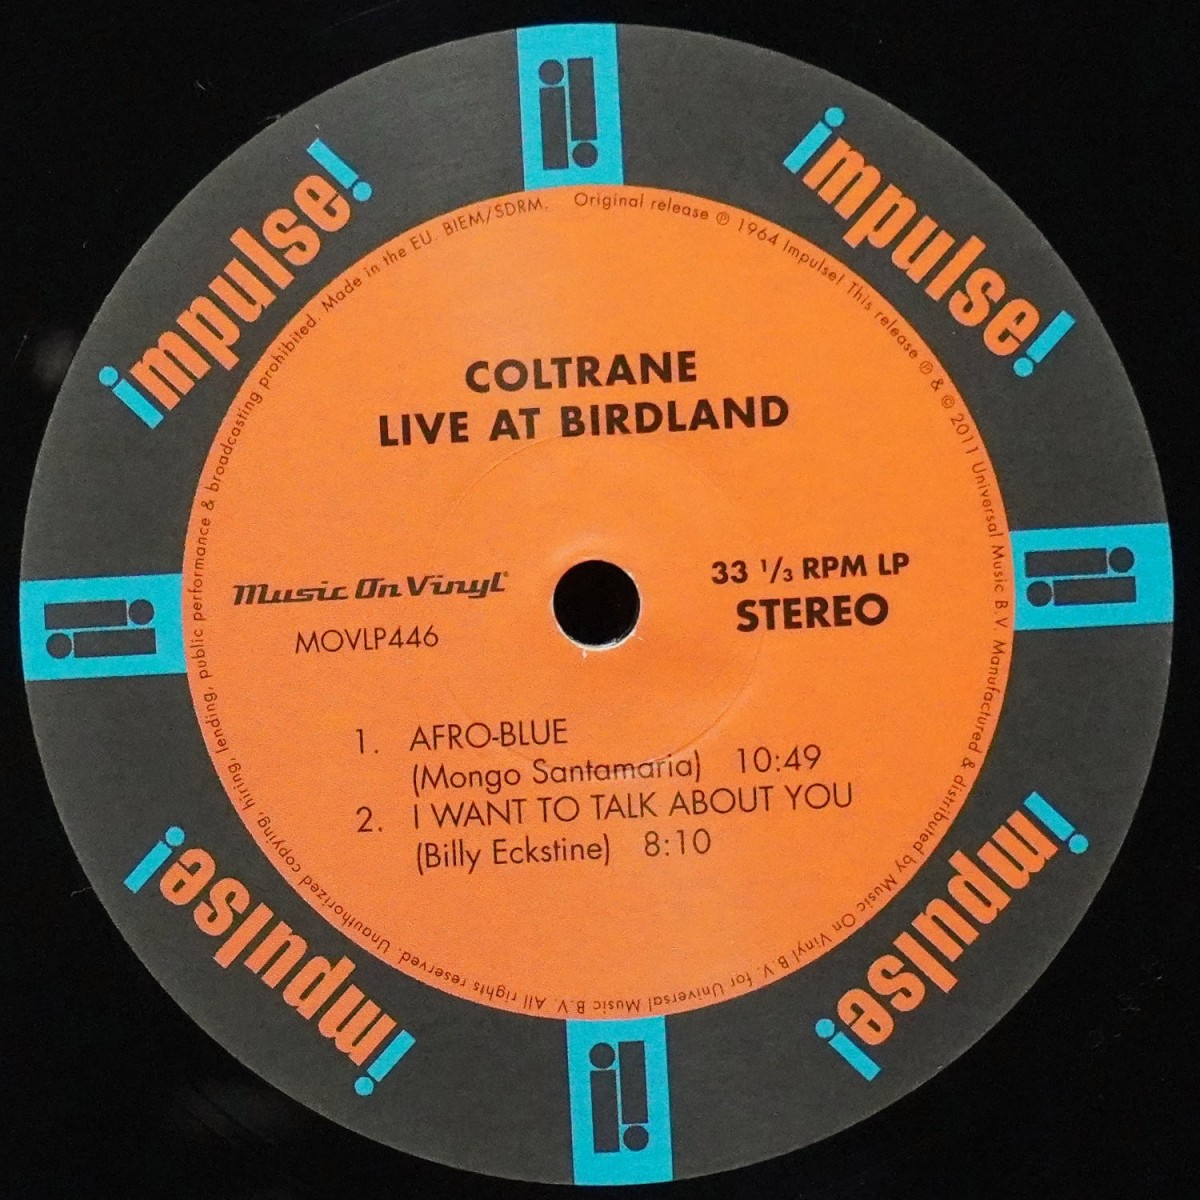 impulse!
impulse!
impulse!
impulse!
Original release ℗ 1964 Impulse! This release ℗ & © 2011 Universal Music B.V. Manufactured & distributed by Music On Vinyl B.V. for Universal Music B.V. All rights reserved. Unauthorized copying, hiring, lending, public performance & broadcasting prohibited. Made in the EU. BIEM/SDRM.
COLTRANE
LIVE AT BIRDLAND
Music On Vinyl®
MOVLP446
33 1/3 RPM LP
STEREO
1. AFRO-BLUE
(Mongo Santamaria) 10:49
2. I WANT TO TALK ABOUT YOU
(Billy Eckstine) 8:10